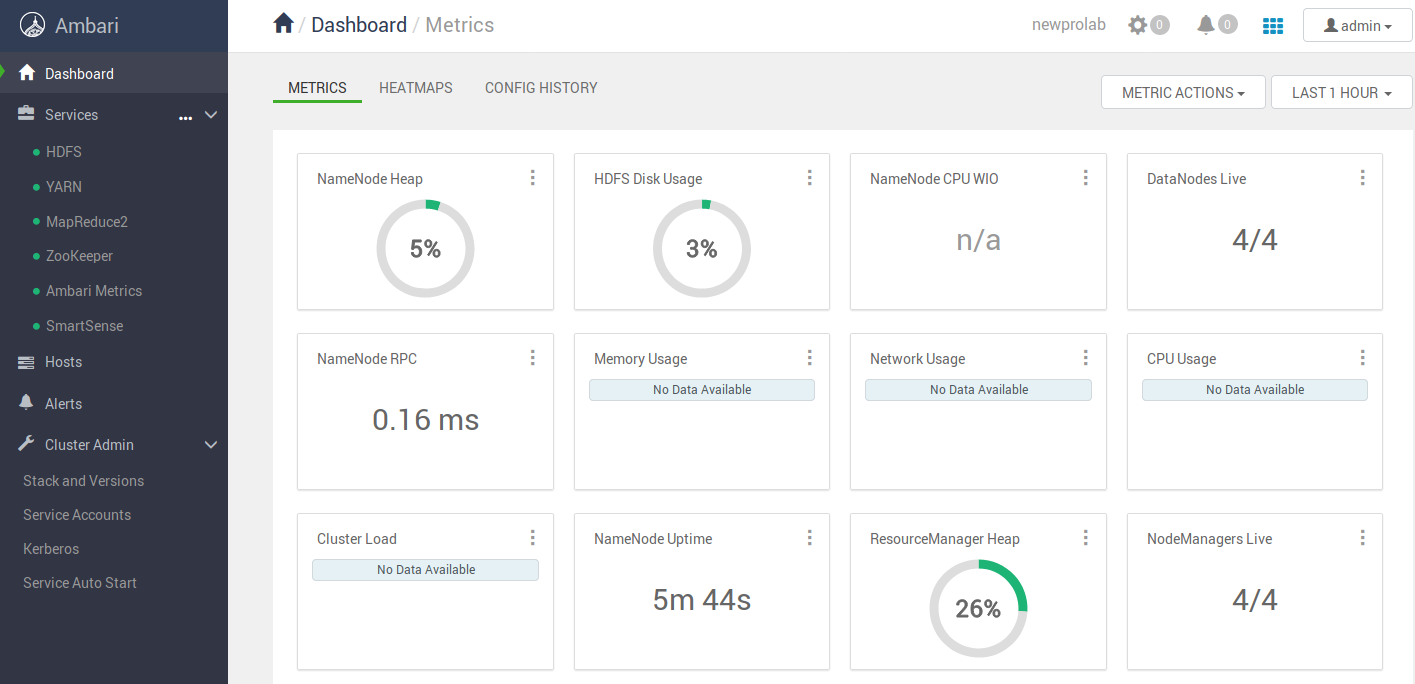 Ambari
Dashboard / Metrics
newprolab
0
0
admin
Dashboard
Services
...
HDFS
YARN
MapReduce2
ZooKeeper
Ambari Metrics
SmartSense
Hosts
Alerts
Cluster Admin
Stack and Versions
Service Accounts
Kerberos
Service Auto Start
METRICS HEATMAPS CONFIG HISTORY
METRIC ACTIONS
LAST 1 HOUR
NameNode Heap
5%
HDFS Disk Usage
3%
NameNode CPU WIO
n/a
DataNodes Live
4/4
NameNode RPC
0.16 ms
Memory Usage
No Data Available
Network Usage
No Data Available
CPU Usage
No Data Available
Cluster Load
No Data Available
NameNode Uptime
5m 44s
ResourceManager Heap
26%
NodeManagers Live
4/4